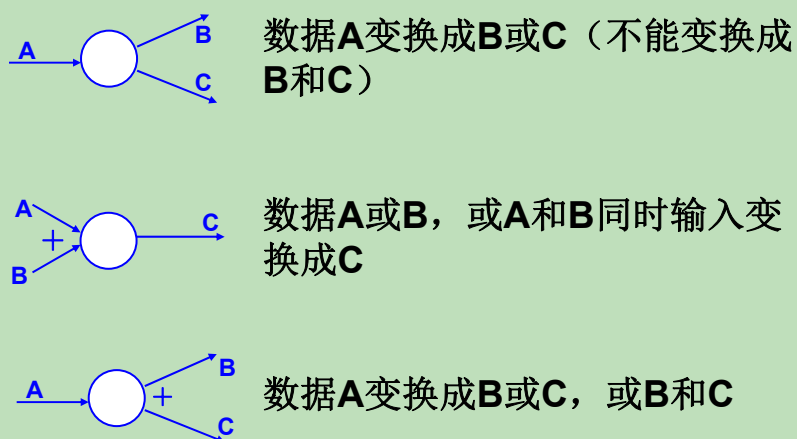 A
B
C
数据A变换成B或C（不能变换成
B和C）
A
+
B
C
数据A或B，或A和B同时输入变
换成C
A
B
+
C
数据A变换成B或C，或B和C